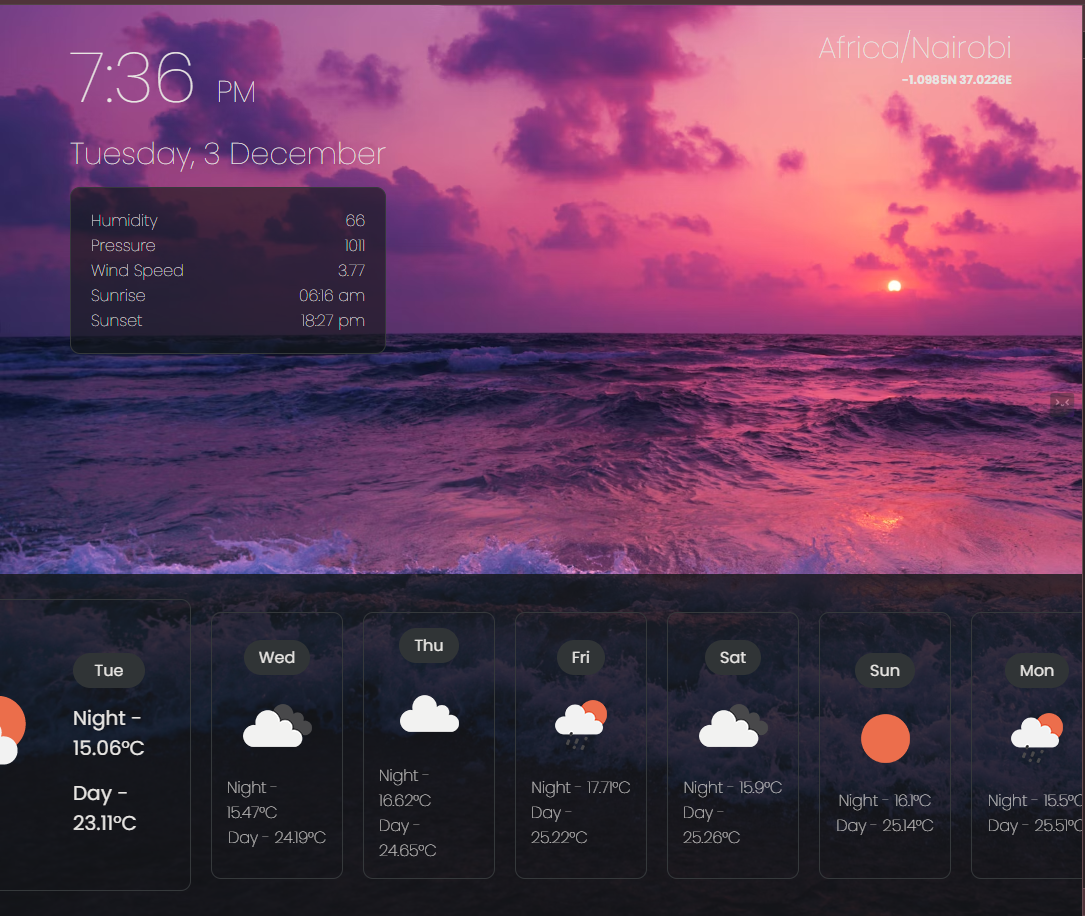 7:36 PM
Africa/Nairobi
-1.0985N 37.0226E
Tuesday, 3 December
Humidity 66
Pressure 1011
Wind Speed 3.77
Sunrise 06:16 am
Sunset 18:27 pm
Tue
Night -
15.06°C
Day -
23.11°C
Wed
Night -
15.47°C
Day - 24.19°C
Thu
Night -
16.62°C
Day -
24.65°C
Fri
Night - 17.71°C
Day -
25.22°C
Sat
Night - 15.9°C
Day -
25.26°C
Sun
Night - 16.1°C
Day - 25.14°C
Mon
Night - 15.5°C
Day - 25.51°C